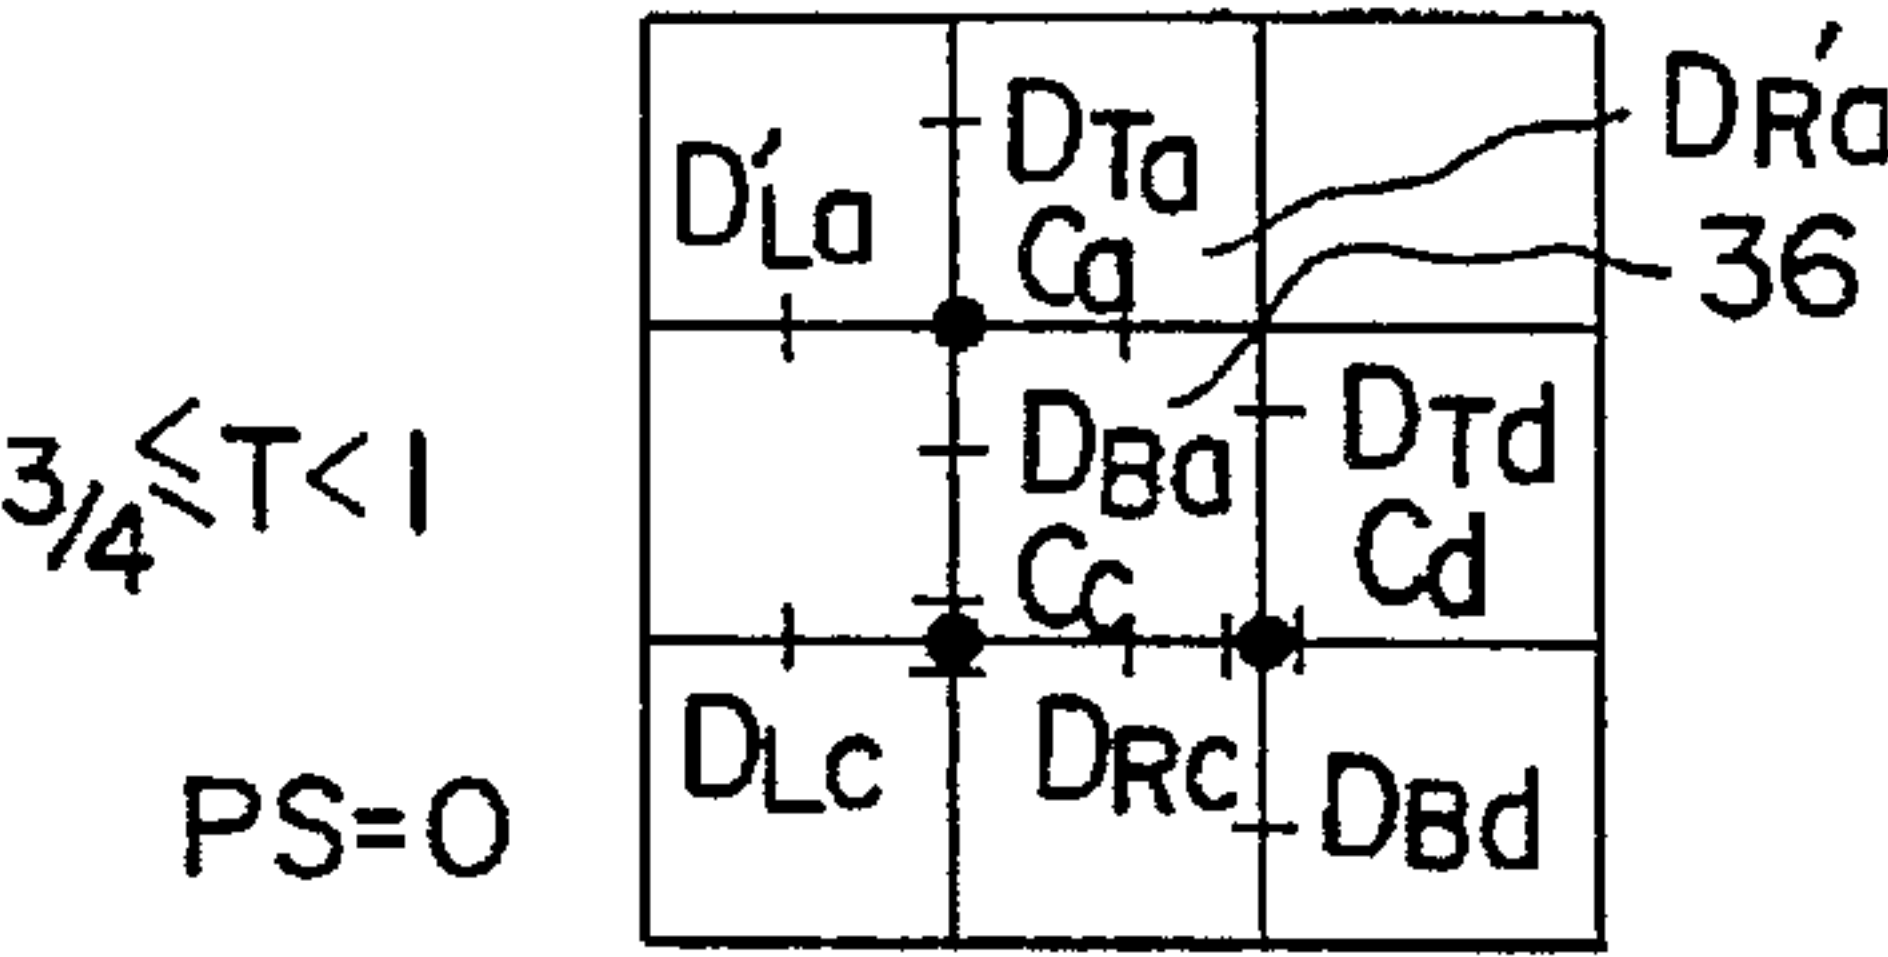 D'La
DTa
Ca
DR'a
36
3/4 ≤ T < 1
DBa
Cc
DTd
Cd
PS=0
DLc
DRc
DBd